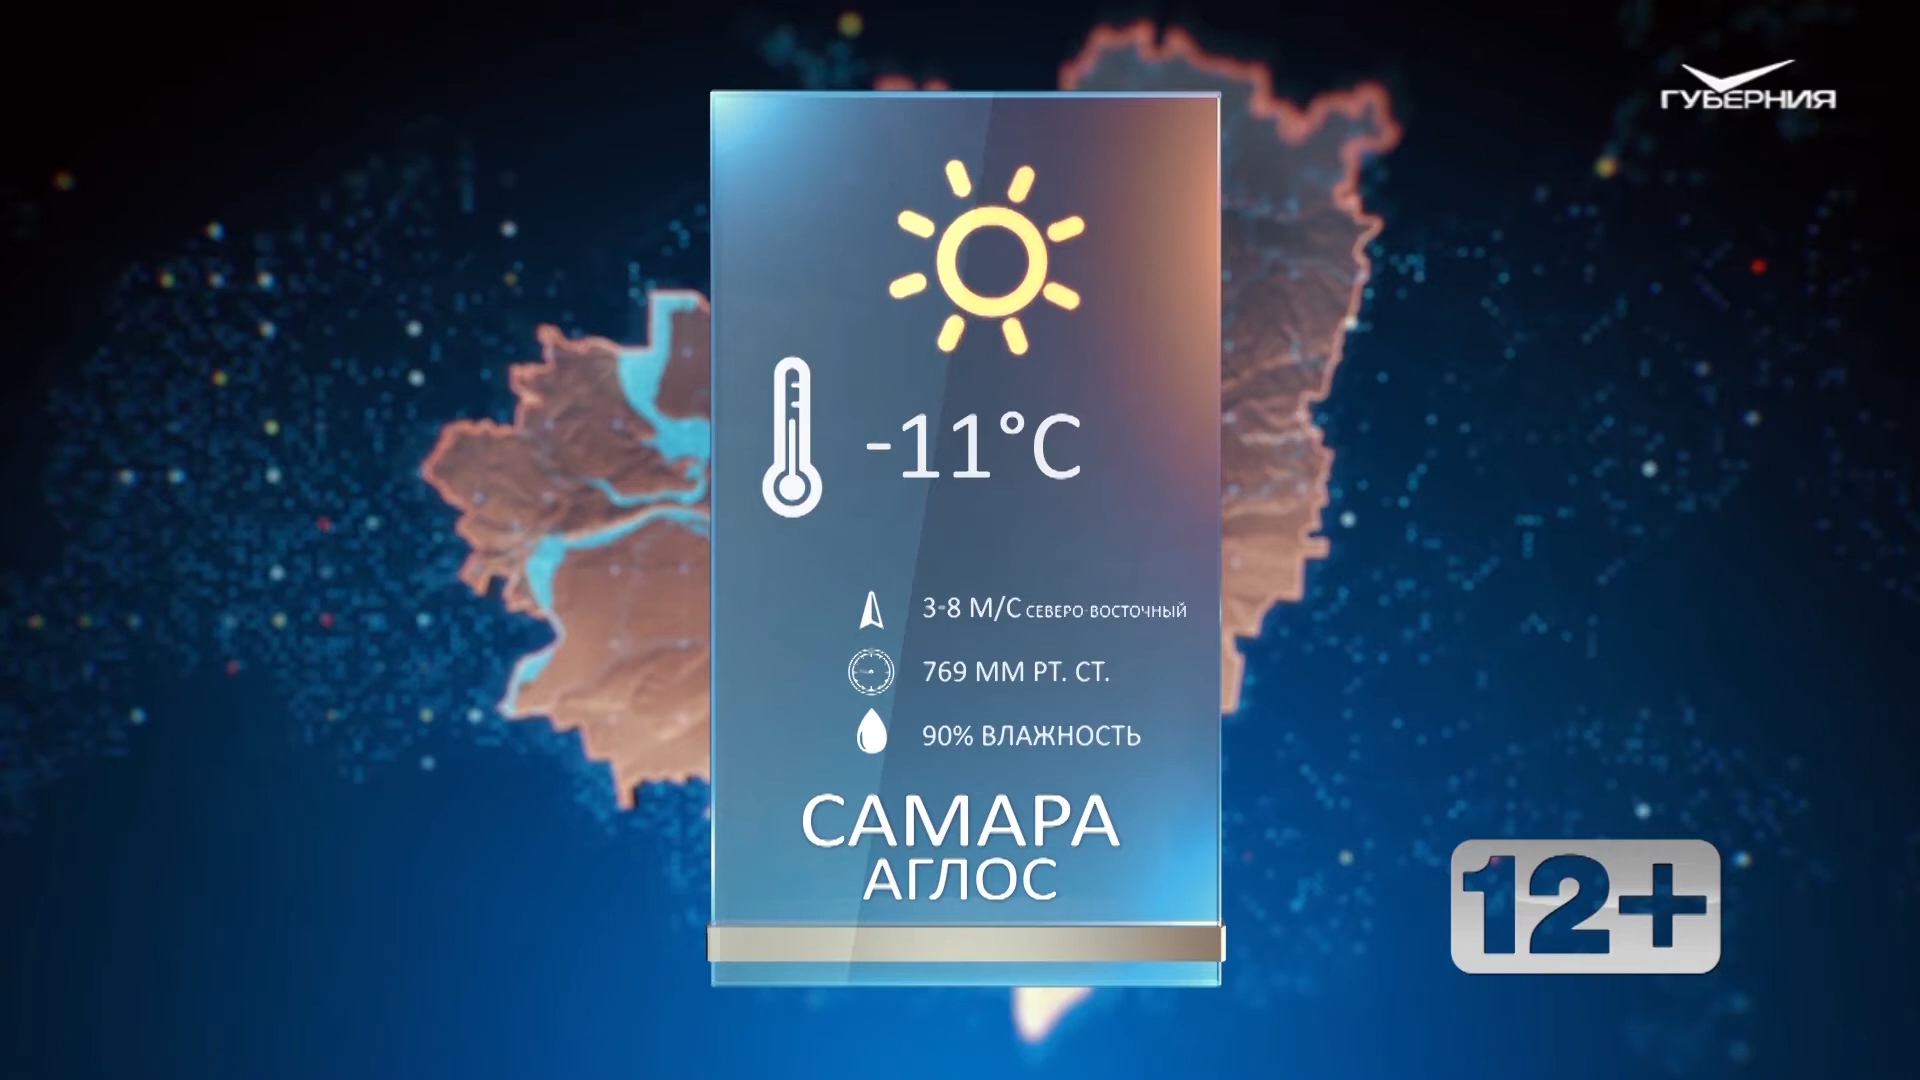 ГУБЕРНИЯ
-11°C
3-8 М/С СЕВЕРО-ВОСТОЧНЫЙ
769 ММ РТ. СТ.
90% ВЛАЖНОСТЬ
САМАРА
АГЛОС
12+